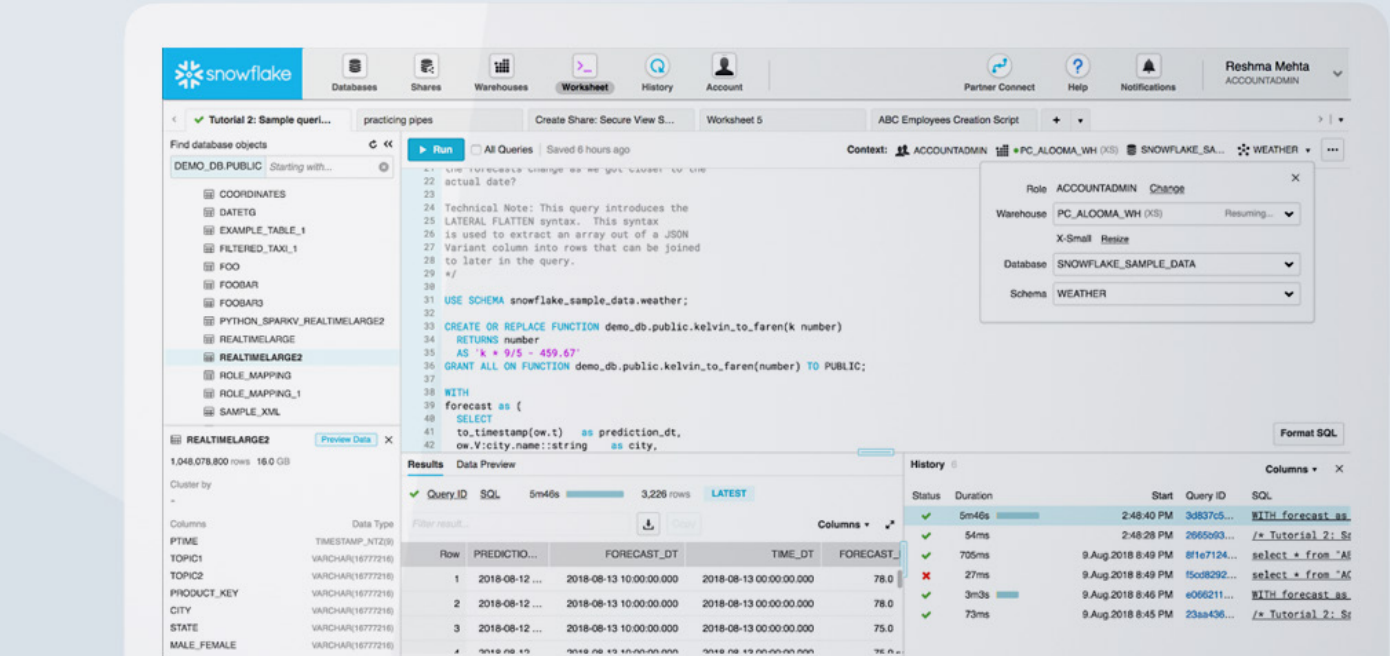 snowflake
Databases Shares Warehouses Worksheet History Account Partner Connect Help Notifications
Reshma Mehta
ACCOUNTADMIN
Tutorial 2: Sample queri... practicing pipes Create Share: Secure View S... Worksheet 5 ABC Employees Creation Script
Find database objects
DEMO_DB.PUBLIC Starting with...
COORDINATES
DATETG
EXAMPLE_TABLE_1
FILTERED_TAXI_1
FOO
FOOBAR
FOOBAR3
PYTHON_SPARKV_REALTIMELARGE2
REALTIMELARGE
REALTIMELARGE2
ROLE_MAPPING
ROLE_MAPPING_1
SAMPLE_XML
REALTIMELARGE2 Preview Data
1,048,078,800 rows 16.0 GB
Cluster by
-
Columns Data Type
PTIME TIMESTAMP_NTZ(9)
TOPIC1 VARCHAR(16777216)
TOPIC2 VARCHAR(16777216)
PRODUCT_KEY VARCHAR(16777216)
CITY VARCHAR(16777216)
STATE VARCHAR(16777216)
MALE_FEMALE VARCHAR(16777216)
Run All Queries Saved 6 hours ago Context: ACCOUNTADMIN PC_ALOOMA_WH (XS) SNOWFLAKE_SA... WEATHER ...
21 the forecasts change as we got closer to the
22 actual date?
23
24 Technical Note: This query introduces the
25 LATERAL FLATTEN syntax. This syntax
26 is used to extract an array out of a JSON
27 Variant column into rows that can be joined
28 to later in the query.
29 */
30
31 USE SCHEMA snowflake_sample_data.weather;
32
33 CREATE OR REPLACE FUNCTION demo_db.public.kelvin_to_faren(k number)
34 RETURNS number
35 AS 'k * 9/5 - 459.67'
36 GRANT ALL ON FUNCTION demo_db.public.kelvin_to_faren(number) TO PUBLIC;
37
38 WITH
39 forecast as (
40 SELECT
41 to_timestamp(ow.t) as prediction_dt,
42 ow.V:city.name::string as city,
Role ACCOUNTADMIN Change
Warehouse PC_ALOOMA_WH (XS) Resuming...
X-Small Resize
Database SNOWFLAKE_SAMPLE_DATA
Schema WEATHER
Format SQL
Results Data Preview
Query ID SQL 5m46s 3,226 rows LATEST
Filter result... Copy Columns
Row PREDICTIO... FORECAST_DT TIME_DT FORECAST_
1 2018-08-12 ... 2018-08-13 10:00:00.000 2018-08-13 00:00:00.000 78.0
2 2018-08-12 ... 2018-08-13 10:00:00.000 2018-08-13 00:00:00.000 78.0
3 2018-08-12 ... 2018-08-13 10:00:00.000 2018-08-13 00:00:00.000 75.0
History 6 Columns
Status Duration Start Query ID SQL
5m46s 2:48:40 PM 3d837c5... WITH forecast as
54ms 2:48:28 PM 2665b93... /* Tutorial 2: Sa
705ms 9.Aug.2018 8:49 PM 8f1e7124... select * from "AB
27ms 9.Aug.2018 8:49 PM f5cd8292... select * from "AC
3m3s 9.Aug.2018 8:46 PM e066211... WITH forecast as
73ms 9.Aug.2018 8:45 PM 23aa436... /* Tutorial 2: Sa